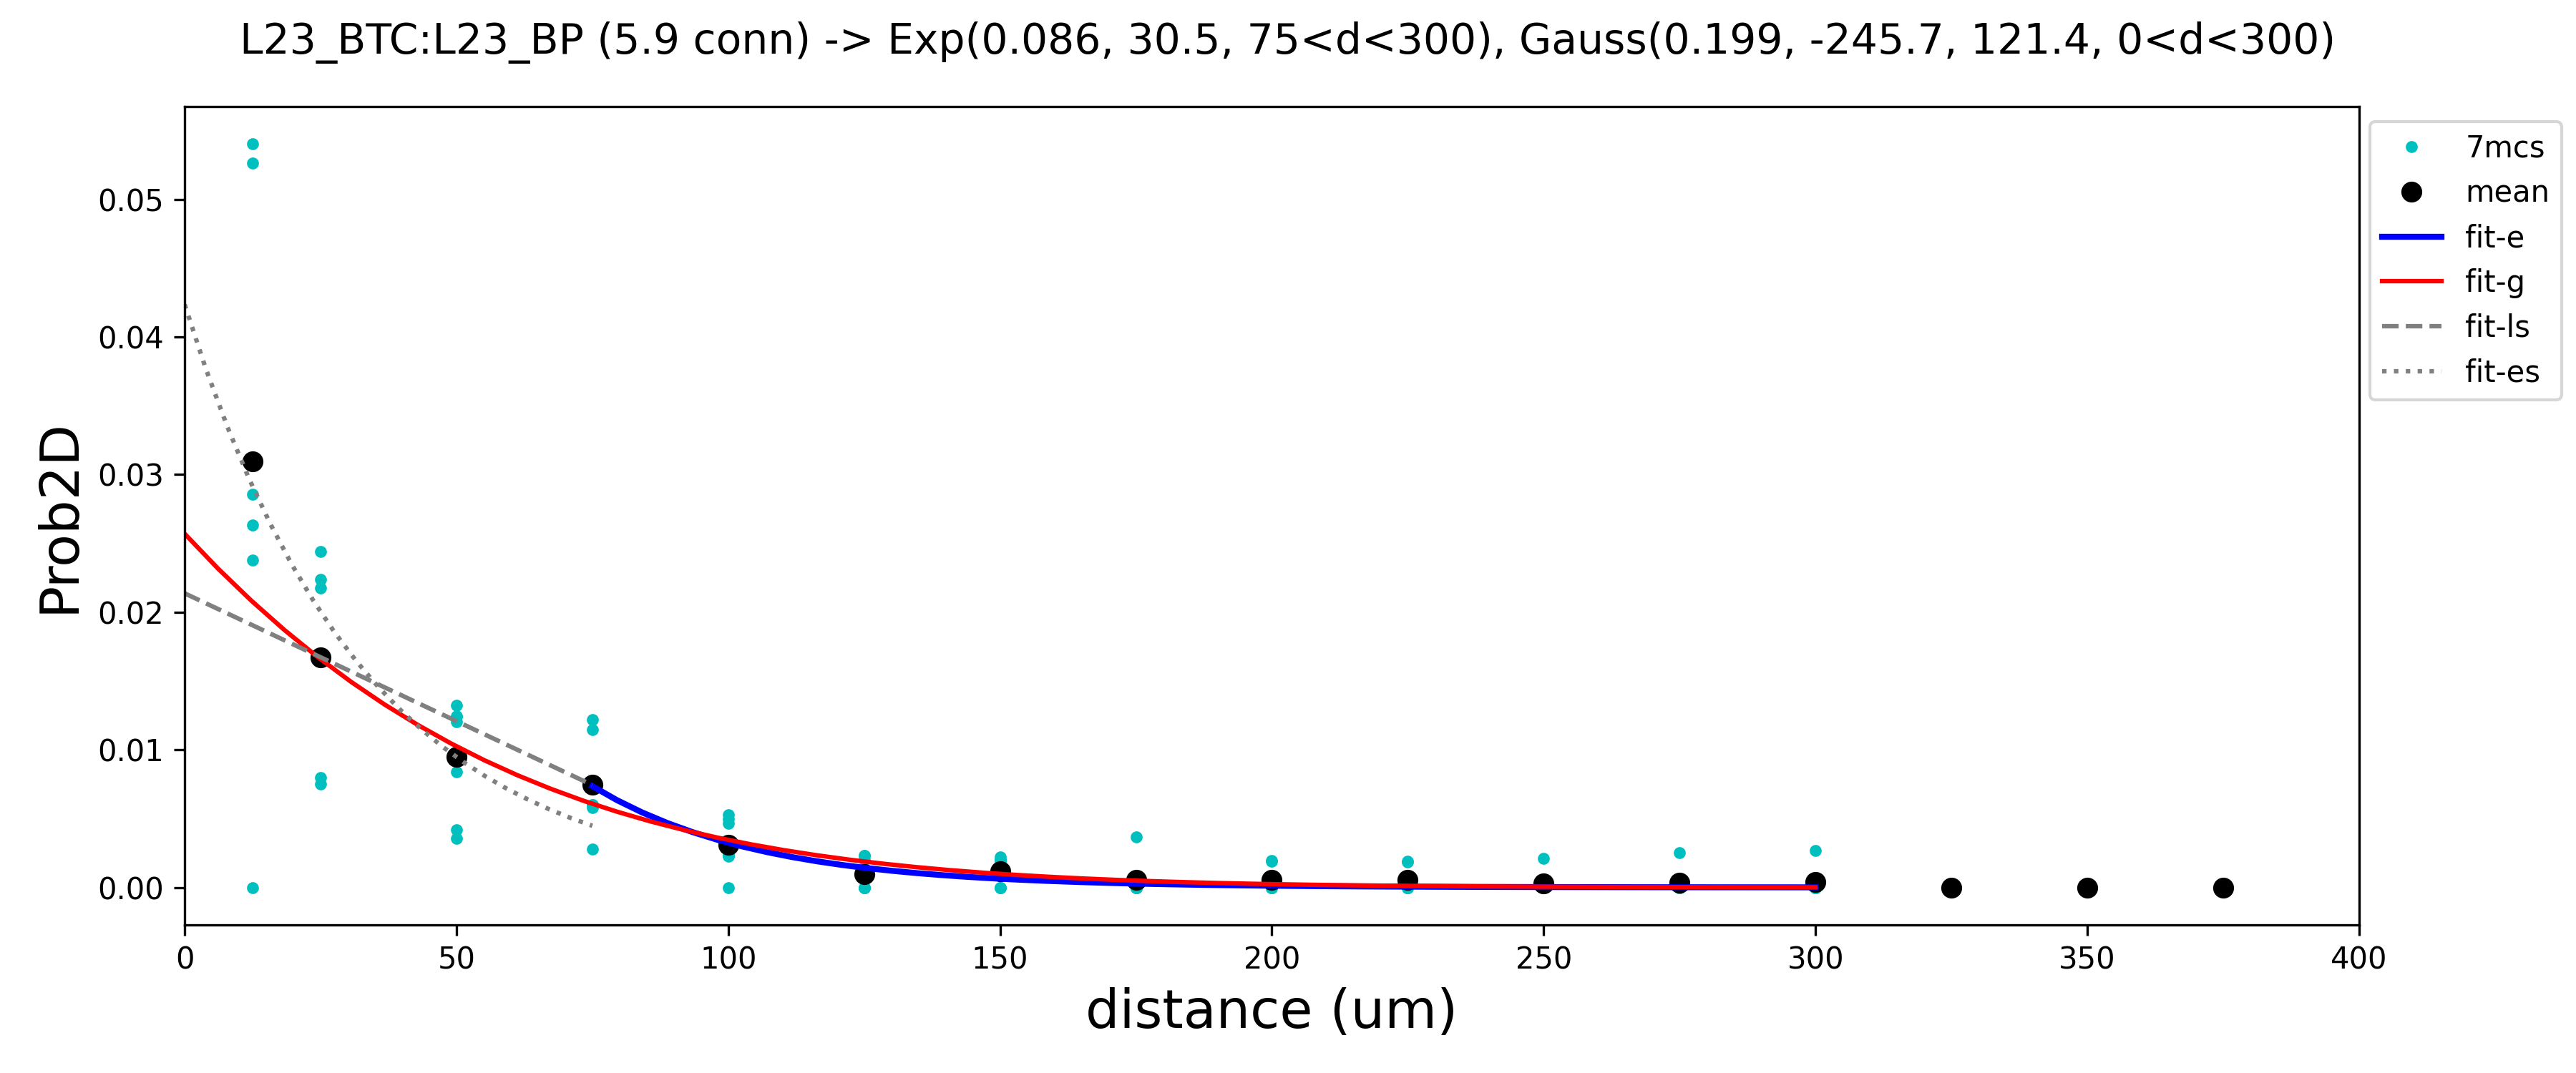 L23_BTC:L23_BP (5.9 conn) -> Exp(0.086, 30.5, 75<d<300), Gauss(0.199, -245.7, 121.4, 0<d<300)
7mcs
mean
fit-e
fit-g
fit-ls
fit-es
Prob2D
0.05
0.04
0.03
0.02
0.01
0.00
0 50 100 150 200 250 300 350 400
distance (um)